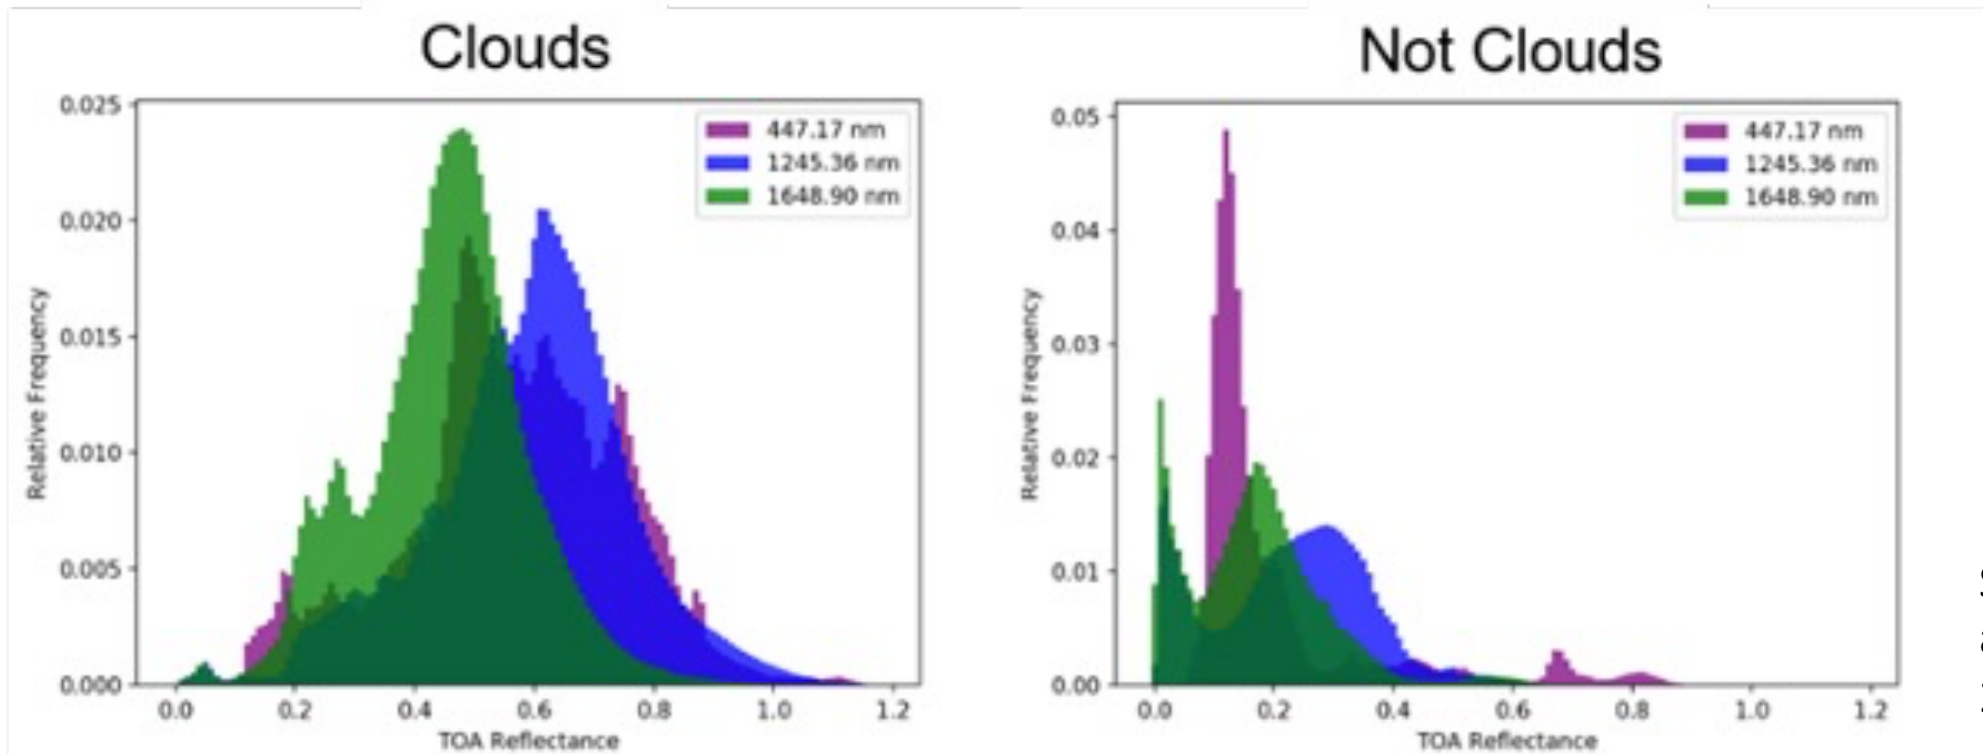 Clouds
0.025
0.020
0.015
0.010
0.005
0.000
Relative Frequency
447.17 nm
1245.36 nm
1648.90 nm
0.0 0.2 0.4 0.6 0.8 1.0 1.2
TOA Reflectance
Not Clouds
0.05
0.04
0.03
0.02
0.01
0.00
Relative Frequency
447.17 nm
1245.36 nm
1648.90 nm
0.0 0.2 0.4 0.6 0.8 1.0 1.2
TOA Reflectance